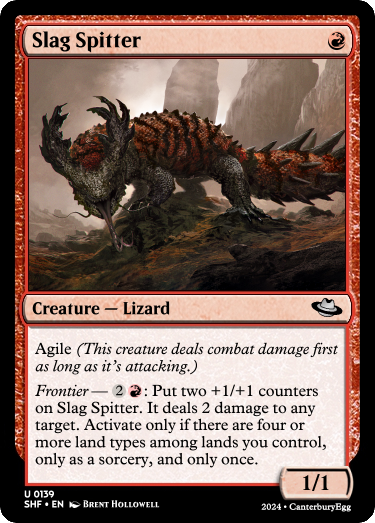 Slag Spitter
Creature — Lizard
Agile (This creature deals combat damage first
as long as it's attacking.)
Frontier — 2 R: Put two +1/+1 counters
on Slag Spitter. It deals 2 damage to any
target. Activate only if there are four or
more land types among lands you control,
only as a sorcery, and only once.
1/1
U 0139
SHF • EN Brent Hollowell
2024 • CanterburyEgg